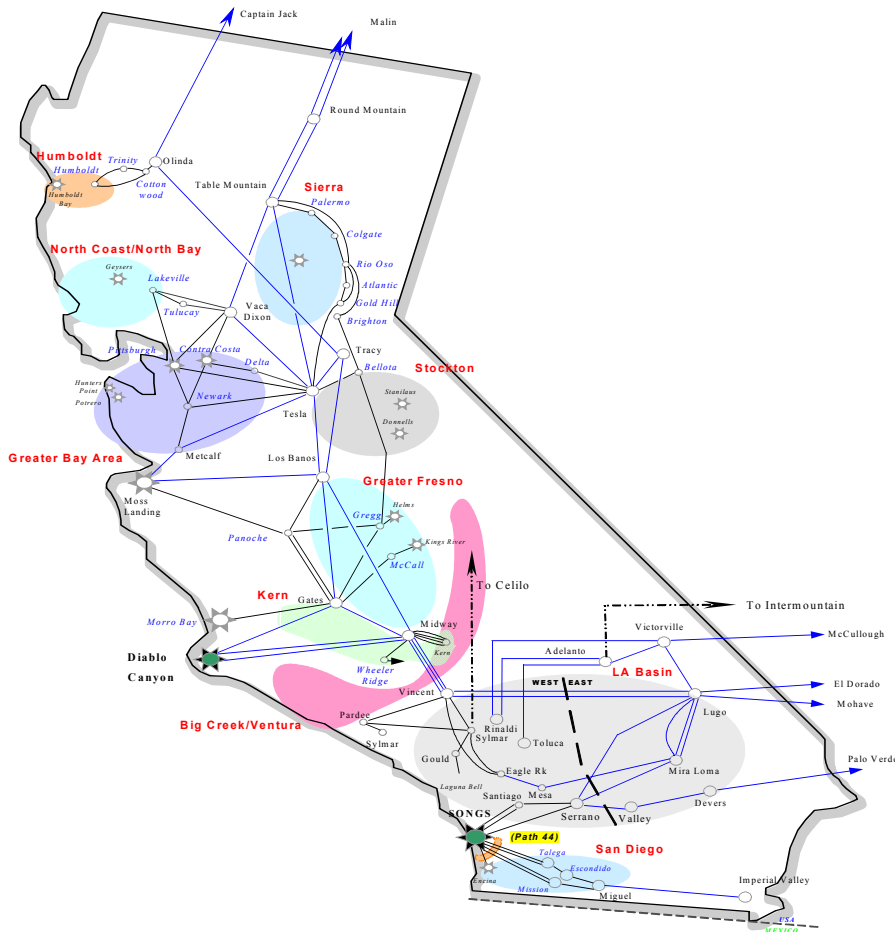 Captain Jack
Malin
Round Mountain
Humboldt
Humboldt
Trinity
Olinda
Cotton
wood
Humboldt
Bay
Table Mountain
Sierra
Palermo
Colgate
North Coast/North Bay
Geysers
Lakeville
Rio Oso
Atlantic
Tulucay
Vaca
Dixon
Gold Hill
Brighton
Pittsburgh
Contra Costa
Delta
Tracy
Bellota
Stockton
Hunters
Point
Potrero
Newark
Tesla
Stanilaus
Donnells
Greater Bay Area
Metcalf
Los Banos
Moss
Landing
Greater Fresno
Helms
Gregg
Panoche
Kings River
McCall
To Celilo
Kern
Gates
Morro Bay
Midway
Kern
To Intermountain
Victorville
McCullough
Diablo
Canyon
Wheeler
Ridge
Adelanto
LA Basin
WEST
EAST
Vincent
El Dorado
Lugo
Mohave
Big Creek/Ventura
Pardee
Sylmar
Rinaldi
Sylmar
Toluca
Gould
Eagle Rk
Mira Loma
Palo Verd
Laguna Bell
Mesa
Santiago
Serrano
Valley
Devers
SONGS
(Path 44)
San Diego
Talega
Escondido
Encina
Mission
Miguel
Imperial Valley
USA
MEXICO